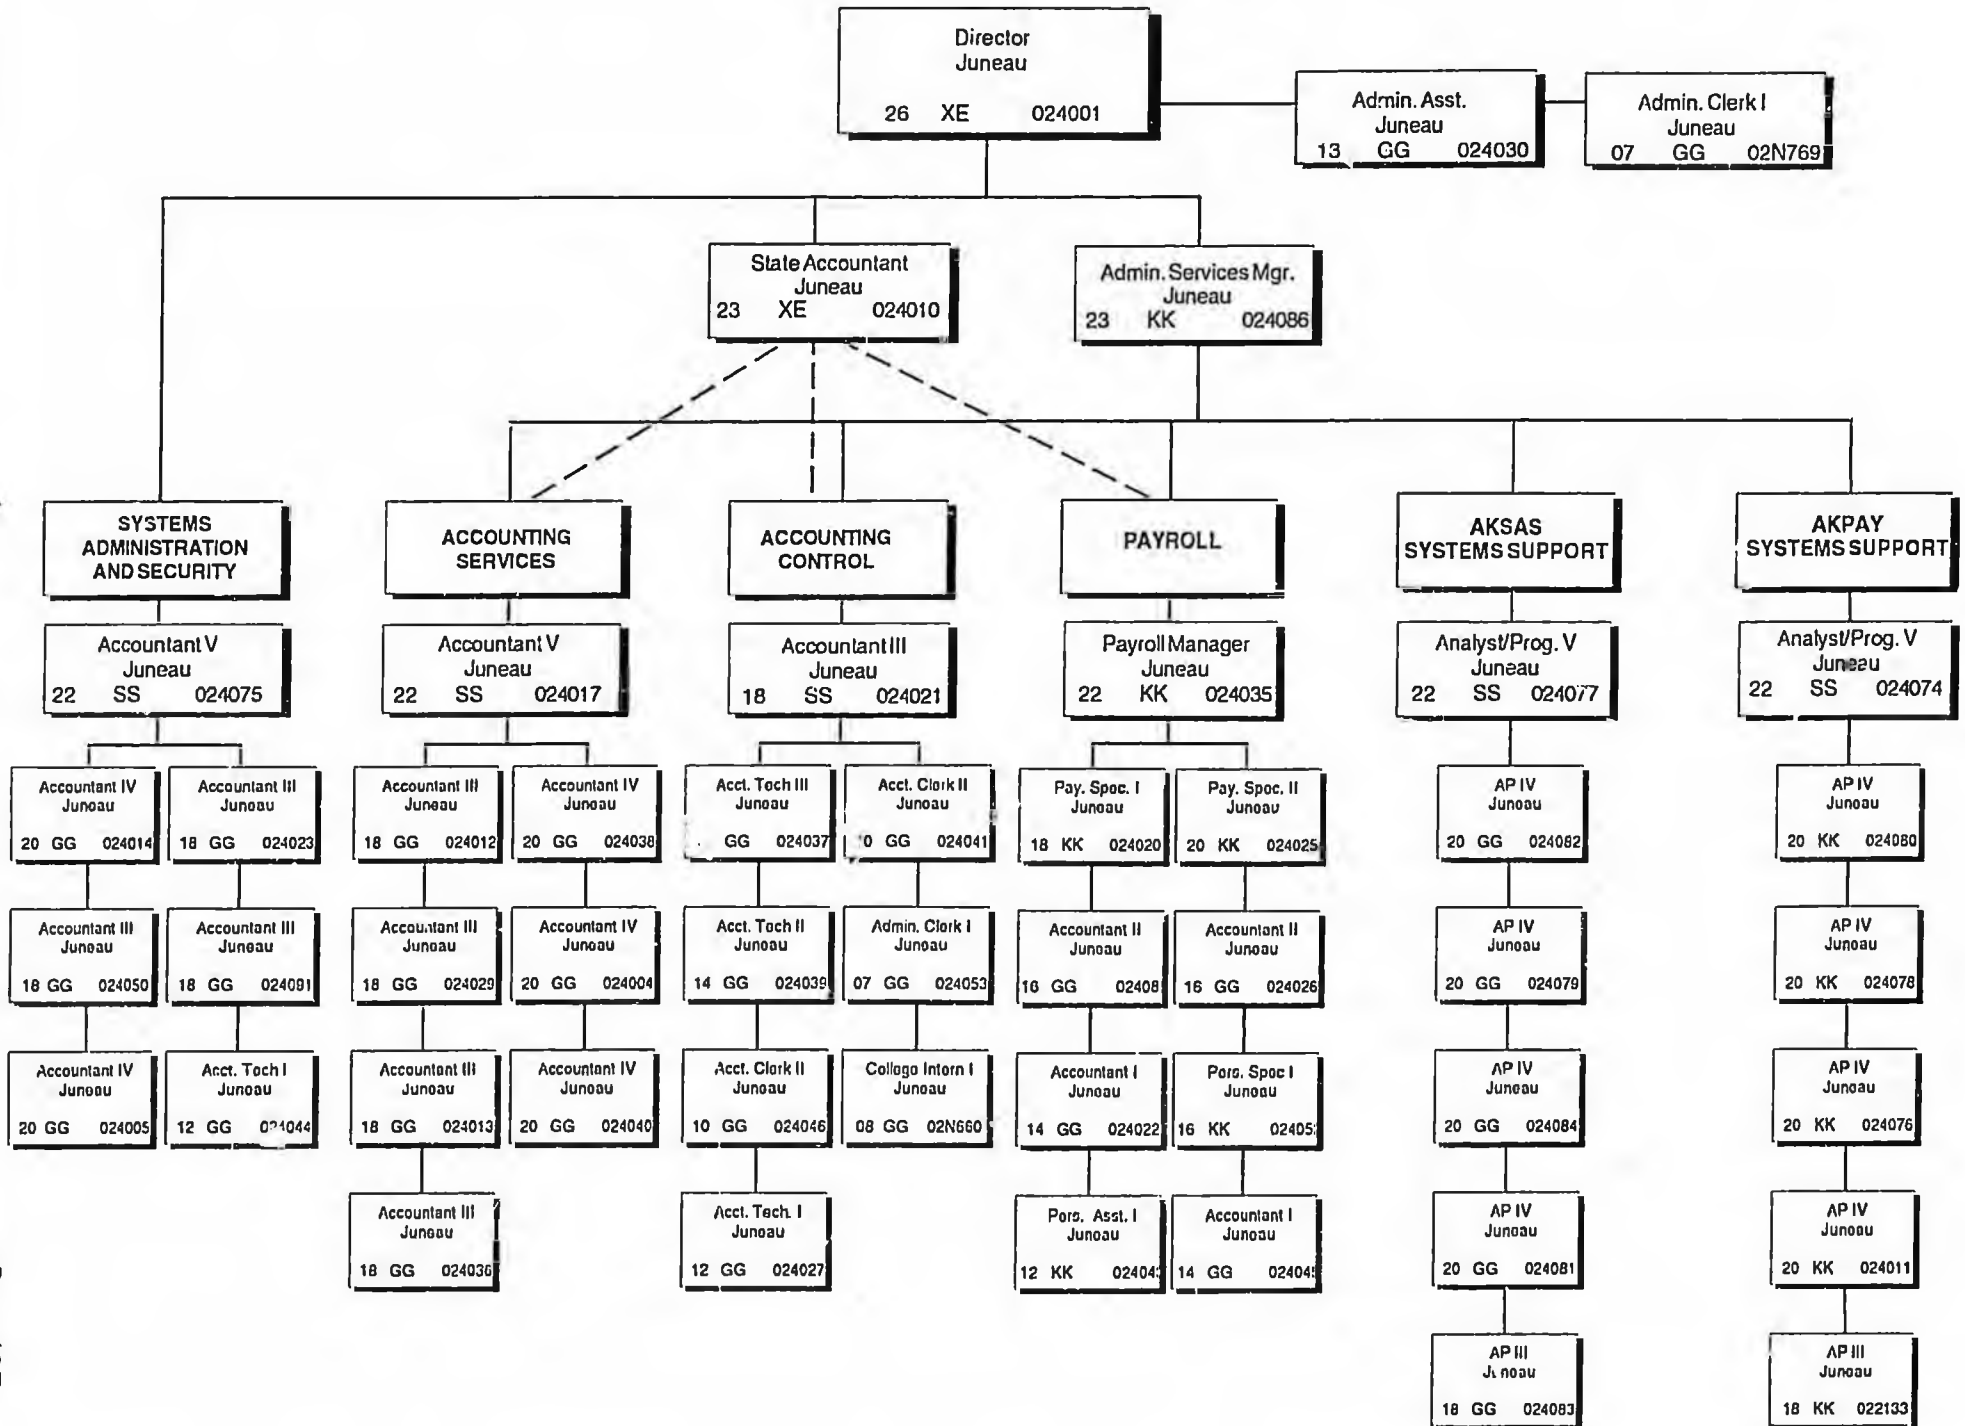 Director
Juneau
26 XE 024001
Admin. Asst.
Juneau
13 GG 024030
Admin. Clerk I
Juneau
07 GG 02N769
State Accountant
Juneau
23 XE 024010
Admin. Services Mgr.
Juneau
23 KK 024086
SYSTEMS
ADMINISTRATION
AND SECURITY
ACCOUNTING
SERVICES
ACCOUNTING
CONTROL
PAYROLL
AKSAS
SYSTEMS SUPPORT
AKPAY
SYSTEMS SUPPORT
Accountant V
Juneau
22 SS 024075
Accountant V
Juneau
22 SS 024017
Accountant III
Juneau
18 SS 024021
Payroll Manager
Juneau
22 KK 024035
Analyst/Prog. V
Juneau
22 SS 024077
Analyst/Prog. V
Juneau
22 SS 024074
Accountant IV
Juneau
20 GG 024014
Accountant III
Juneau
18 GG 024023
Accountant III
Juneau
18 GG 024012
Accountant IV
Juneau
20 GG 024038
Acct. Tech III
Juneau
GG 024037
Acct. Clerk II
Juneau
GG 024041
Pay. Spec. I
Juneau
18 KK 024020
Pay. Spec. II
Juneau
20 KK 024025
AP IV
Juneau
20 GG 024082
AP IV
Juneau
20 KK 024080
Accountant III
Juneau
18 GG 024050
Accountant III
Juneau
18 GG 024091
Accountant III
Juneau
18 GG 024029
Accountant IV
Juneau
20 GG 024004
Acct. Tech II
Juneau
14 GG 024039
Admin. Clerk I
Juneau
07 GG 024053
Accountant II
Juneau
16 GG
Accountant II
Juneau
16 GG 024026
AP IV
Juneau
20 GG 024079
AP IV
Juneau
20 KK 024078
Accountant IV
Juneau
20 GG 024005
Acct. Tech I
Juneau
12 GG 024044
Accountant III
Juneau
18 GG 024013
Accountant IV
Juneau
20 GG 024040
Acct. Clerk II
Juneau
10 GG 024046
College Intern I
Juneau
08 GG 02N660
Accountant I
Juneau
14 GG 024022
Pers. Spec I
Juneau
16 KK
AP IV
Juneau
20 GG 024084
AP IV
Juneau
20 KK 024076
Accountant III
Juneau
18 GG 024036
Acct. Tech. I
Juneau
12 GG 024027
Pers. Asst. I
Juneau
12 KK
Accountant I
Juneau
14 GG
AP IV
Juneau
20 GG 024081
AP IV
Juneau
20 KK 024011
AP III
Juneau
18 GG 024083
AP III
Juneau
18 KK 022133